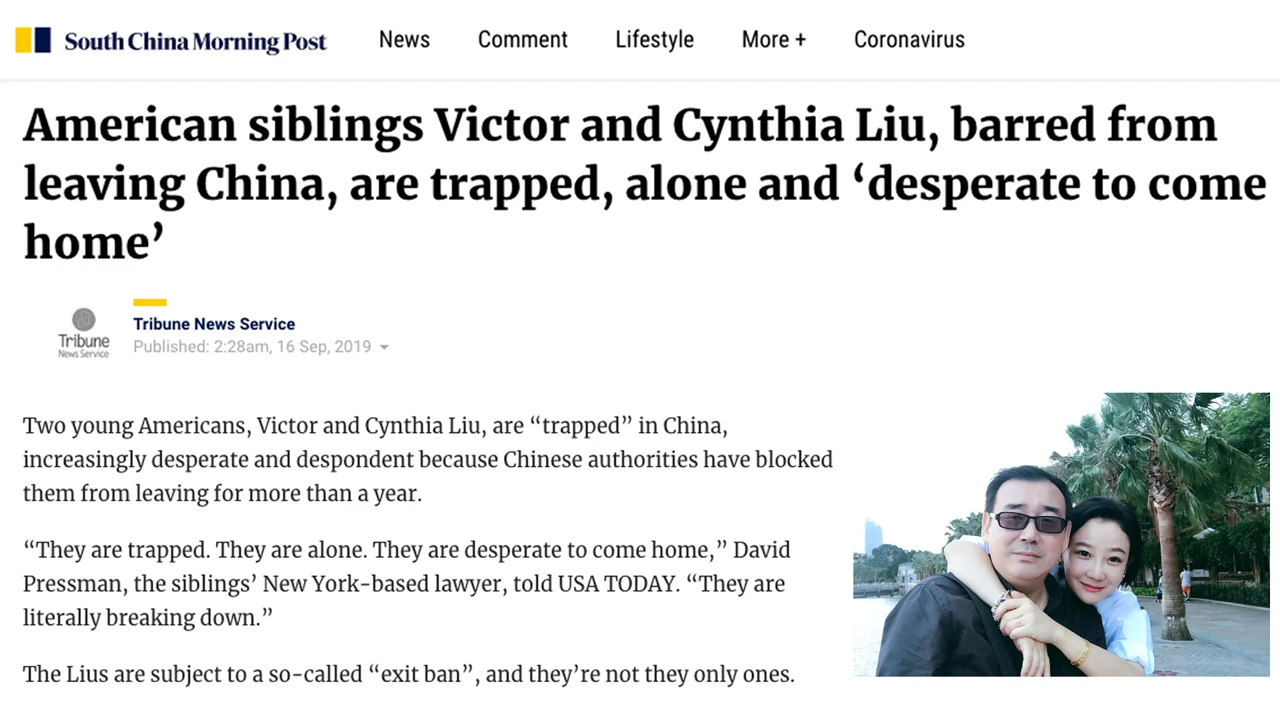 South China Morning Post
News
Comment
Lifestyle
More +
Coronavirus
American siblings Victor and Cynthia Liu, barred from
leaving China, are trapped, alone and ‘desperate to come
home’
Tribune
News Service
Tribune News Service
Published: 2:28am, 16 Sep, 2019
Two young Americans, Victor and Cynthia Liu, are “trapped” in China,
increasingly desperate and despondent because Chinese authorities have blocked
them from leaving for more than a year.
“They are trapped. They are alone. They are desperate to come home,” David
Pressman, the siblings’ New York-based lawyer, told USA TODAY. “They are
literally breaking down.”
The Lius are subject to a so-called “exit ban”, and they’re not they only ones.